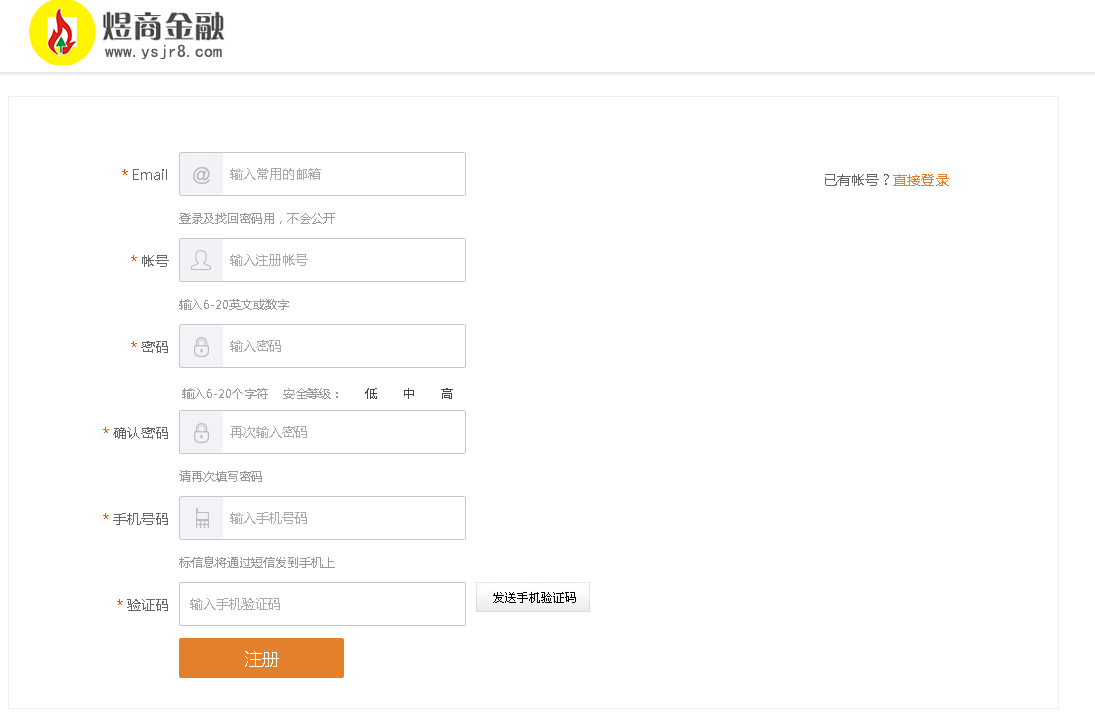 煜商金融
www.ysjr8.com
* Email
@ 输入常用的邮箱
已有帐号？直接登录
登录及找回密码用，不会公开
* 帐号 输入注册帐号
输入6-20英文或数字
* 密码 输入密码
输入6-20个字符 安全等级： 低 中 高
* 确认密码 再次输入密码
请再次填写密码
* 手机号码 输入手机号码
标信息将通过短信发到手机上
* 验证码 输入手机验证码 发送手机验证码
注册